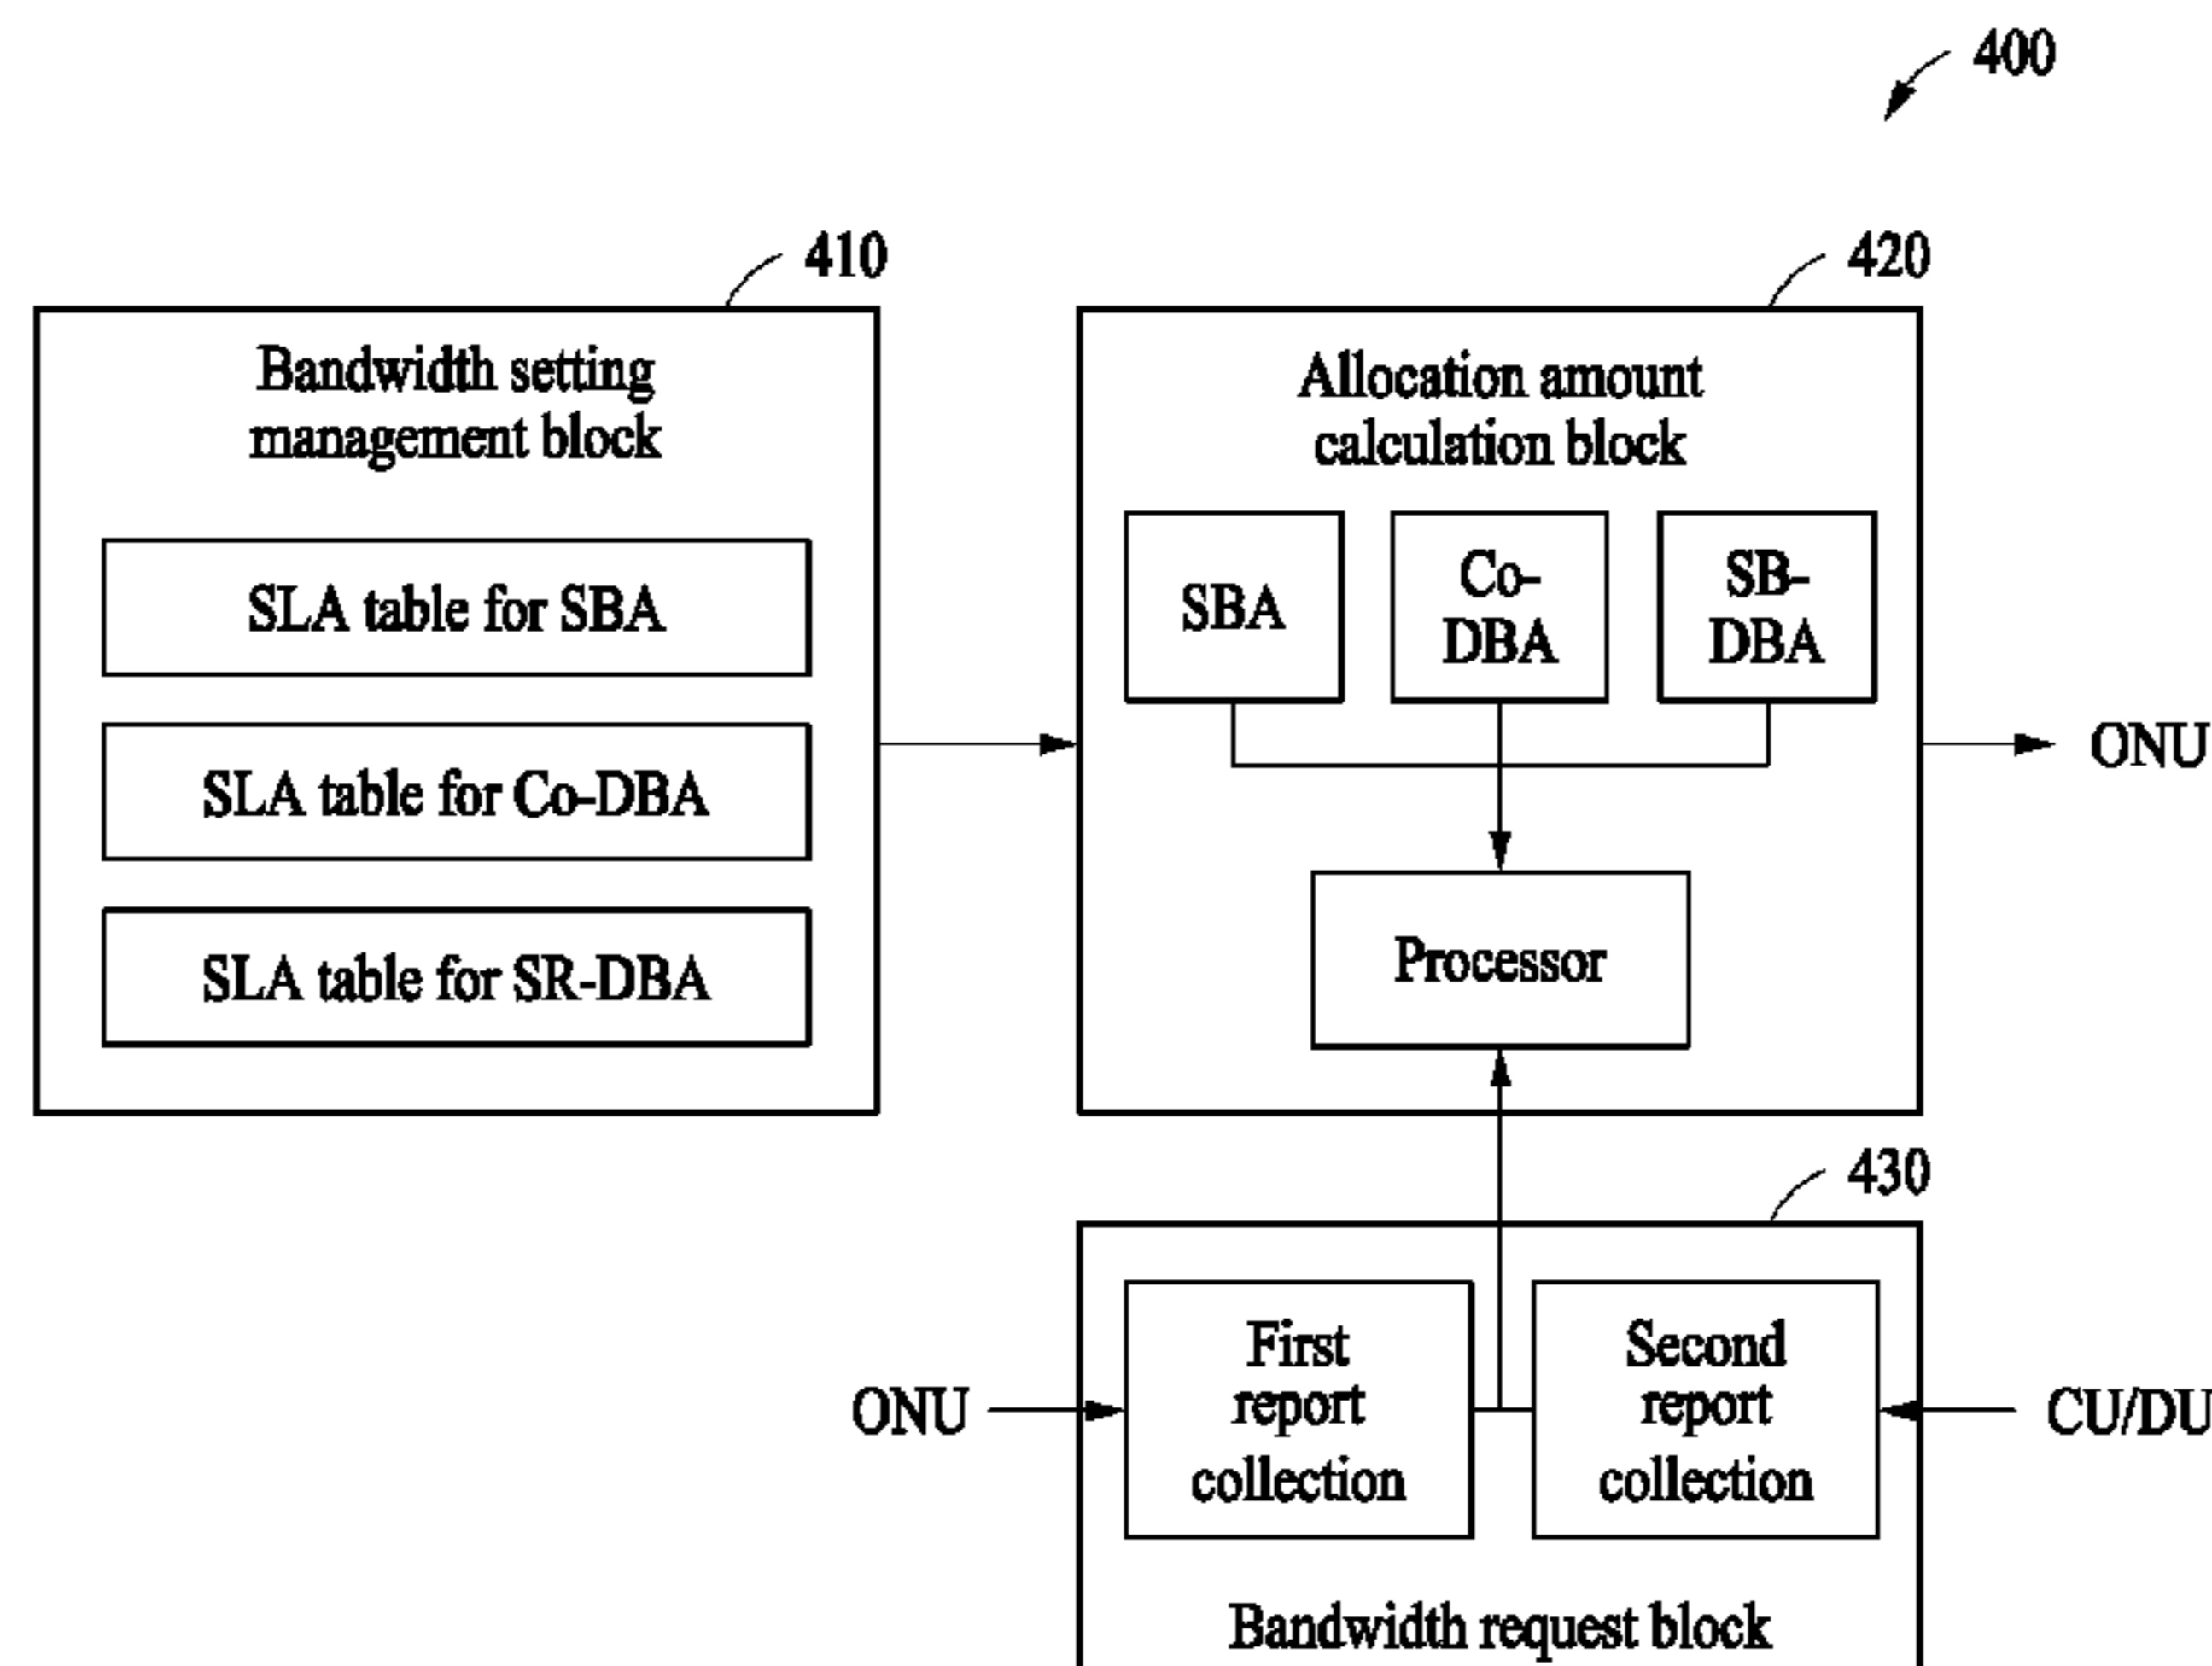 400
410
Bandwidth setting
management block
SLA table for SBA
SLA table for Co-DBA
SLA table for SR-DBA
420
Allocation amount
calculation block
SBA
Co-
DBA
SB-
DBA
Processor
ONU
430
ONU
First
report
collection
Second
report
collection
CU/DU
Bandwidth request block